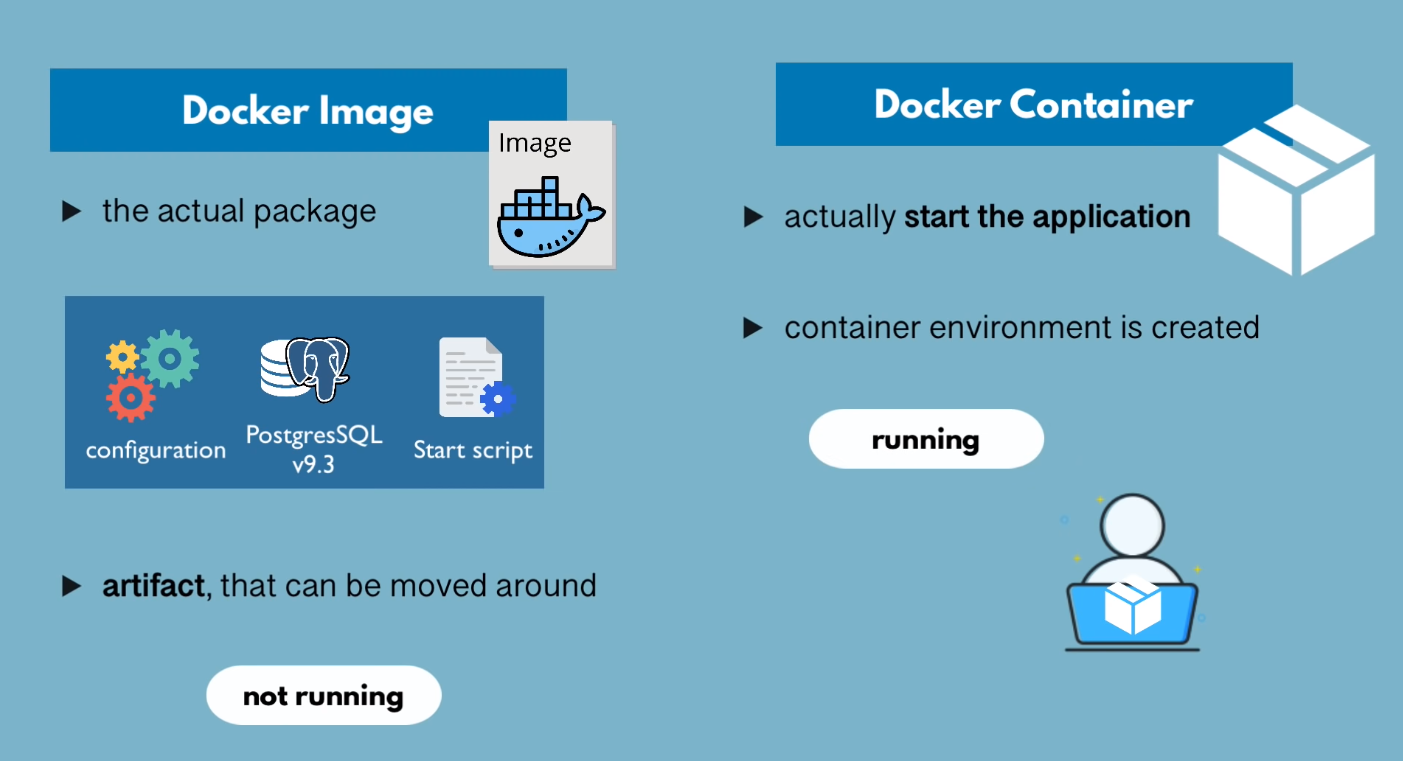 Docker Image
Image
the actual package
configuration
PostgresSQL
v9.3
Start script
artifact, that can be moved around
not running
Docker Container
actually start the application
container environment is created
running